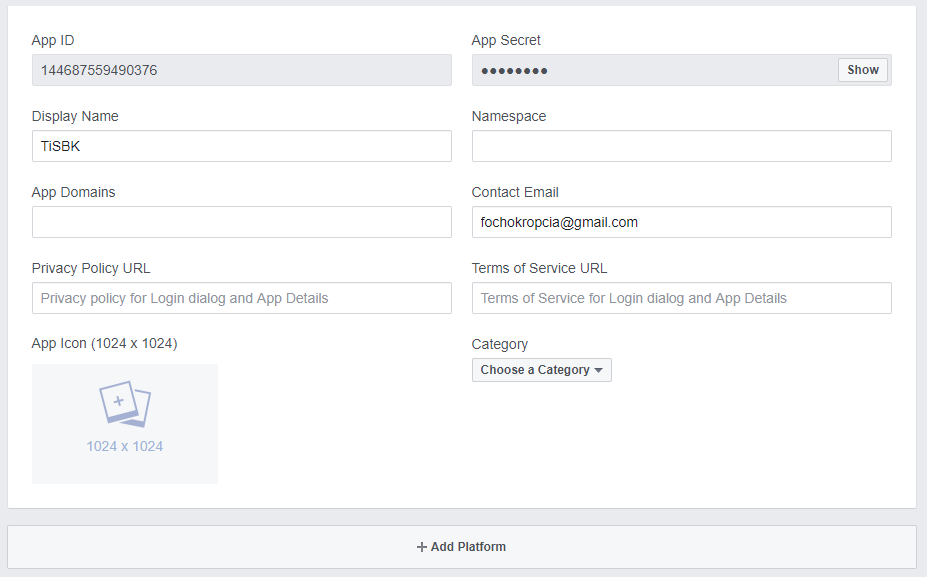 App ID
App Secret
144687559490376
●●●●●●●●
Show
Display Name
Namespace
TiSBK
App Domains
Contact Email
fochokropcia@gmail.com
Privacy Policy URL
Terms of Service URL
Privacy policy for Login dialog and App Details
Terms of Service for Login dialog and App Details
App Icon (1024 x 1024)
Category
Choose a Category
1024 x 1024
+ Add Platform